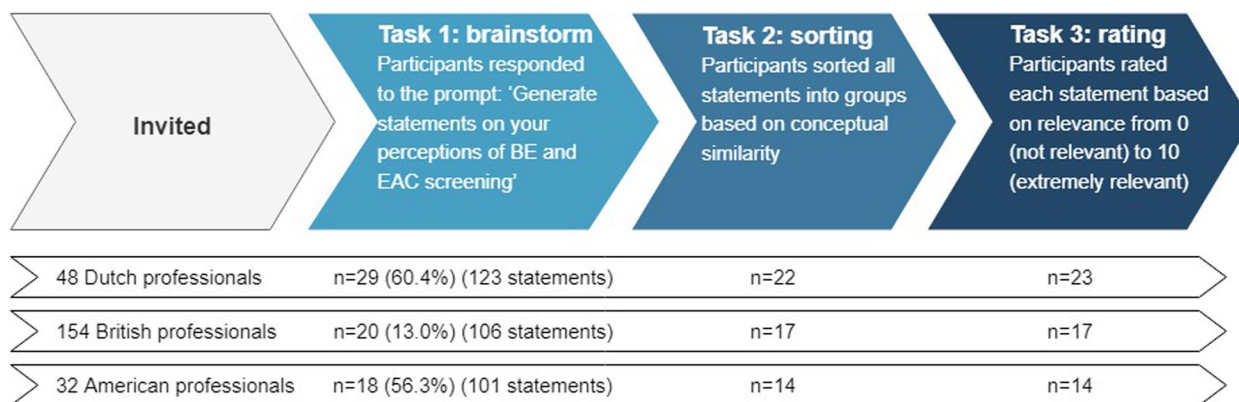 Invited
Task 1: brainstorm
Participants responded
to the prompt: ‘Generate
statements on your
perceptions of BE and
EAC screening’
Task 2: sorting
Participants sorted all
statements into groups
based on conceptual
similarity
Task 3: rating
Participants rated
each statement based
on relevance from 0
(not relevant) to 10
(extremely relevant)
48 Dutch professionals n=29 (60.4%) (123 statements) n=22 n=23
154 British professionals n=20 (13.0%) (106 statements) n=17 n=17
32 American professionals n=18 (56.3%) (101 statements) n=14 n=14